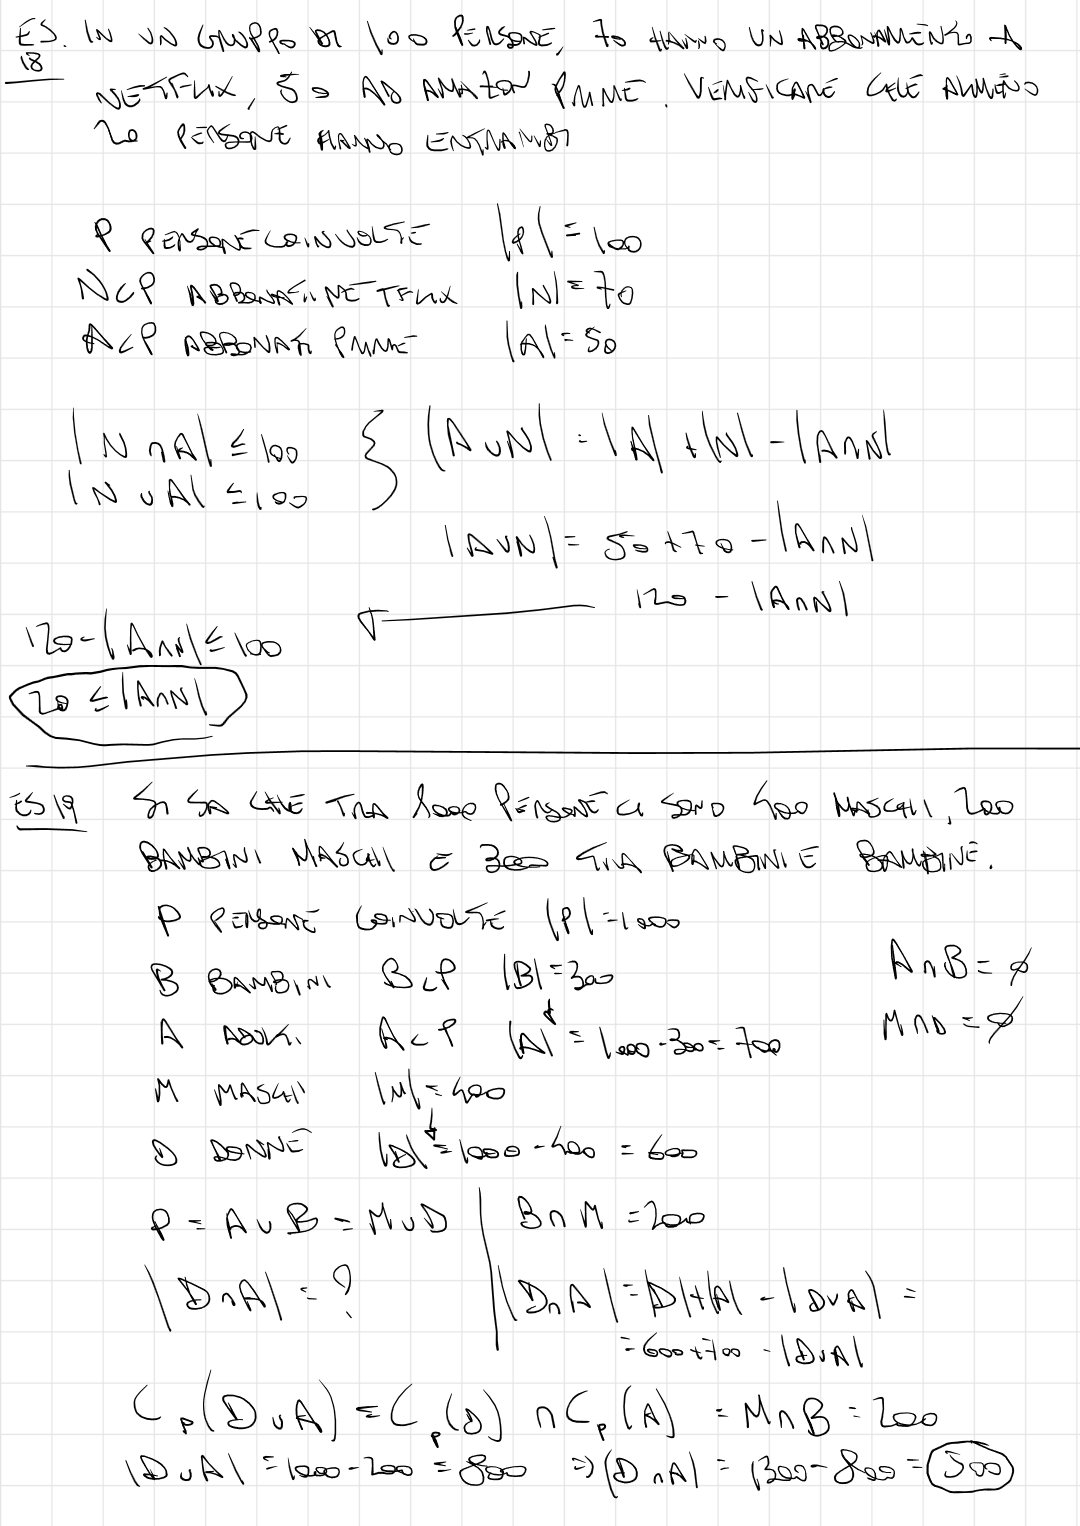 ES. 18 IN UN GRUPPO DI 100 PERSONE, 70 HANNO UN ABBONAMENTO A
NETFLIX, 50 AD AMAZON PRIME. VERIFICARE CHE ALMENO
20 PERSONE HANNO ENTRAMBI
P PERSONE COINVOLTE |P| = 100
N⊂P ABBONATI NETFLIX |N| = 70
A⊂P ABBONATI PRIME |A| = 50
|N∩A| ≤ 100 } |A∪N| = |A| + |N| - |A∩N|
|N∪A| ≤ 100
|A∪N| = 50 + 70 - |A∩N|
120 - |A∩N|
120 - |A∩N| ≤ 100
20 ≤ |A∩N|
ES 19 SI SA CHE TRA 1000 PERSONE CI SONO 400 MASCHI, 200
BAMBINI MASCHI E 300 TRA BAMBINI E BAMBINE.
P PERSONE COINVOLTE |P| = 1000
B BAMBINI B⊂P |B| = 300 A∩B = ∅
A ADULTI A⊂P |A| = 1000 - 300 = 700 M∩D = ∅
M MASCHI |M| = 400
D DONNE |D| = 1000 - 400 = 600
P = A∪B = M∪D | B∩M = 200
|D∩A| = ? | |D∩A| = |D| + |A| - |D∪A| =
= 600 + 700 - |D∪A|
C_P(D∪A) = C_P(D) ∩ C_P(A) = M∩B = 200
|D∪A| = 1000 - 200 = 800 ⇒ |D∩A| = 1300 - 800 = 500